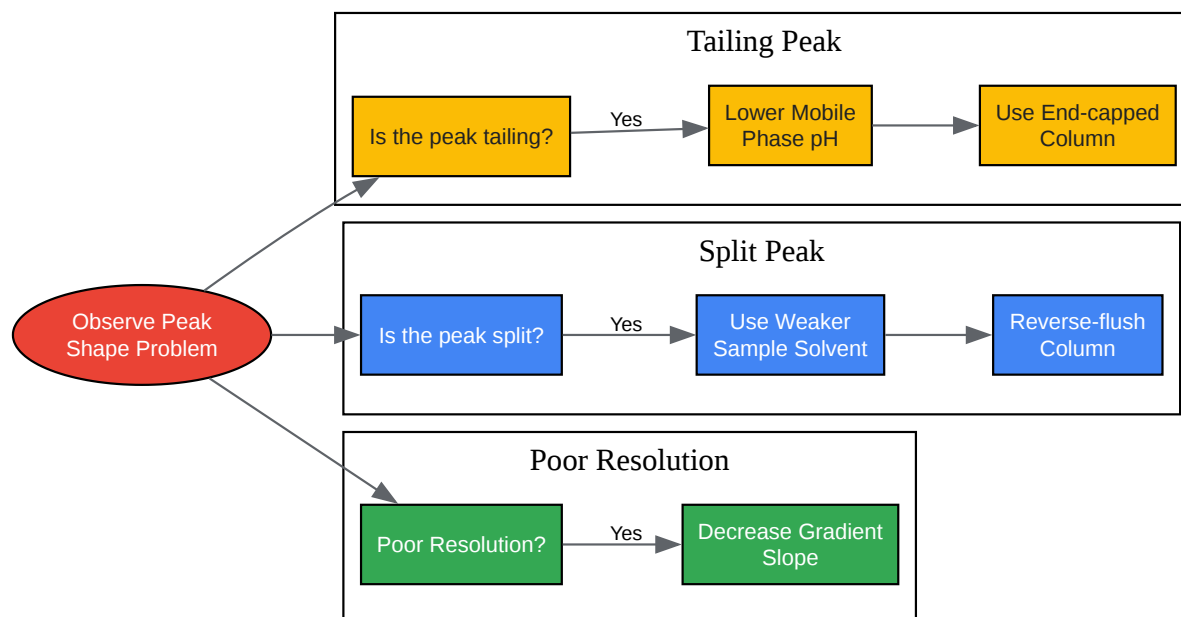 Tailing Peak
Is the peak tailing?
Yes
Lower Mobile
Phase pH
Use End-capped
Column
Split Peak
Observe Peak
Shape Problem
Is the peak split?
Yes
Use Weaker
Sample Solvent
Reverse-flush
Column
Poor Resolution
Poor Resolution?
Yes
Decrease Gradient
Slope